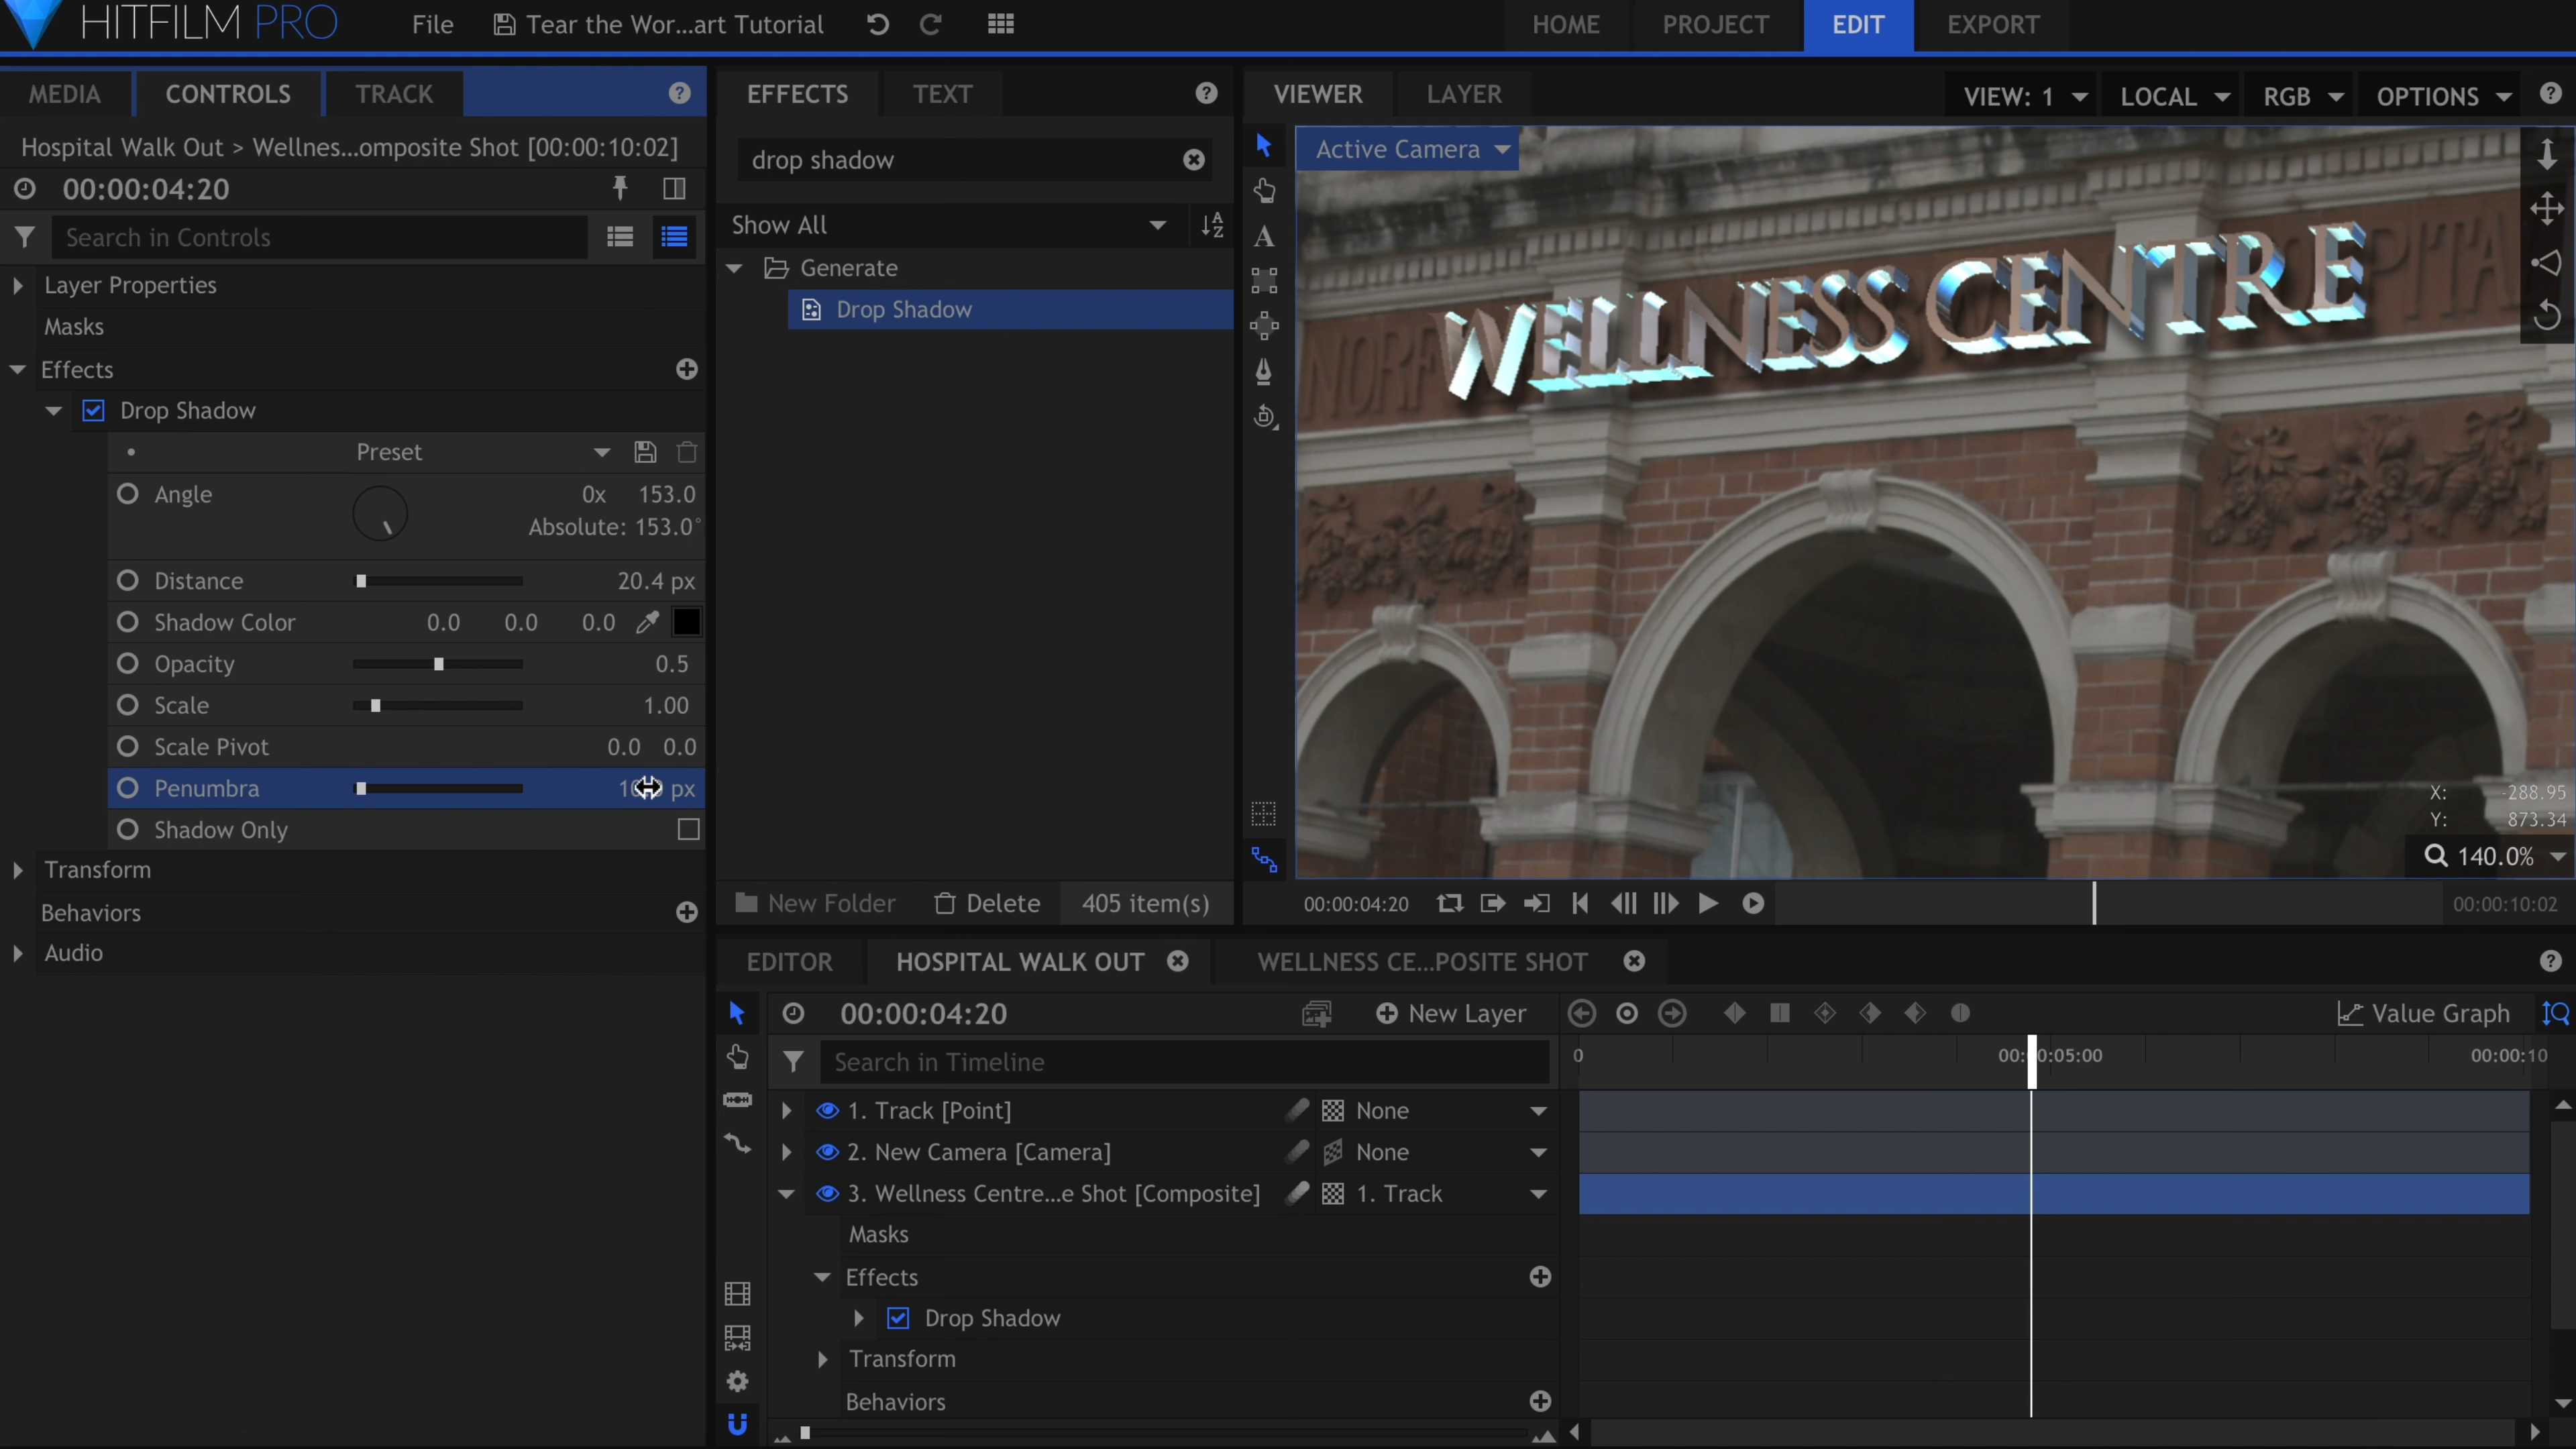 HITFILM PRO
File
Tear the Wor...art Tutorial
HOME
PROJECT
EDIT
EXPORT
MEDIA
CONTROLS
TRACK
Hospital Walk Out > Wellnes...omposite Shot [00:00:10:02]
00:00:04:20
Search in Controls
Layer Properties
Masks
Effects
Drop Shadow
Preset
Angle
0x 153.0
Absolute: 153.0°
Distance
20.4 px
Shadow Color
0.0 0.0 0.0
Opacity
0.5
Scale
1.00
Scale Pivot
0.0 0.0
Penumbra
px
Shadow Only
Transform
Behaviors
Audio
EFFECTS
TEXT
drop shadow
Show All
Generate
Drop Shadow
New Folder
Delete
405 item(s)
VIEWER
LAYER
VIEW: 1
LOCAL
RGB
OPTIONS
Active Camera
WELLNESS CENTRE
X: -288.95
Y: 873.34
140.0%
00:00:04:20
00:00:10:02
EDITOR
HOSPITAL WALK OUT
WELLNESS CE...POSITE SHOT
00:00:04:20
New Layer
Value Graph
Search in Timeline
0
00:00:10
1. Track [Point]
None
2. New Camera [Camera]
None
3. Wellness Centre...e Shot [Composite]
1. Track
Masks
Effects
Drop Shadow
Transform
Behaviors